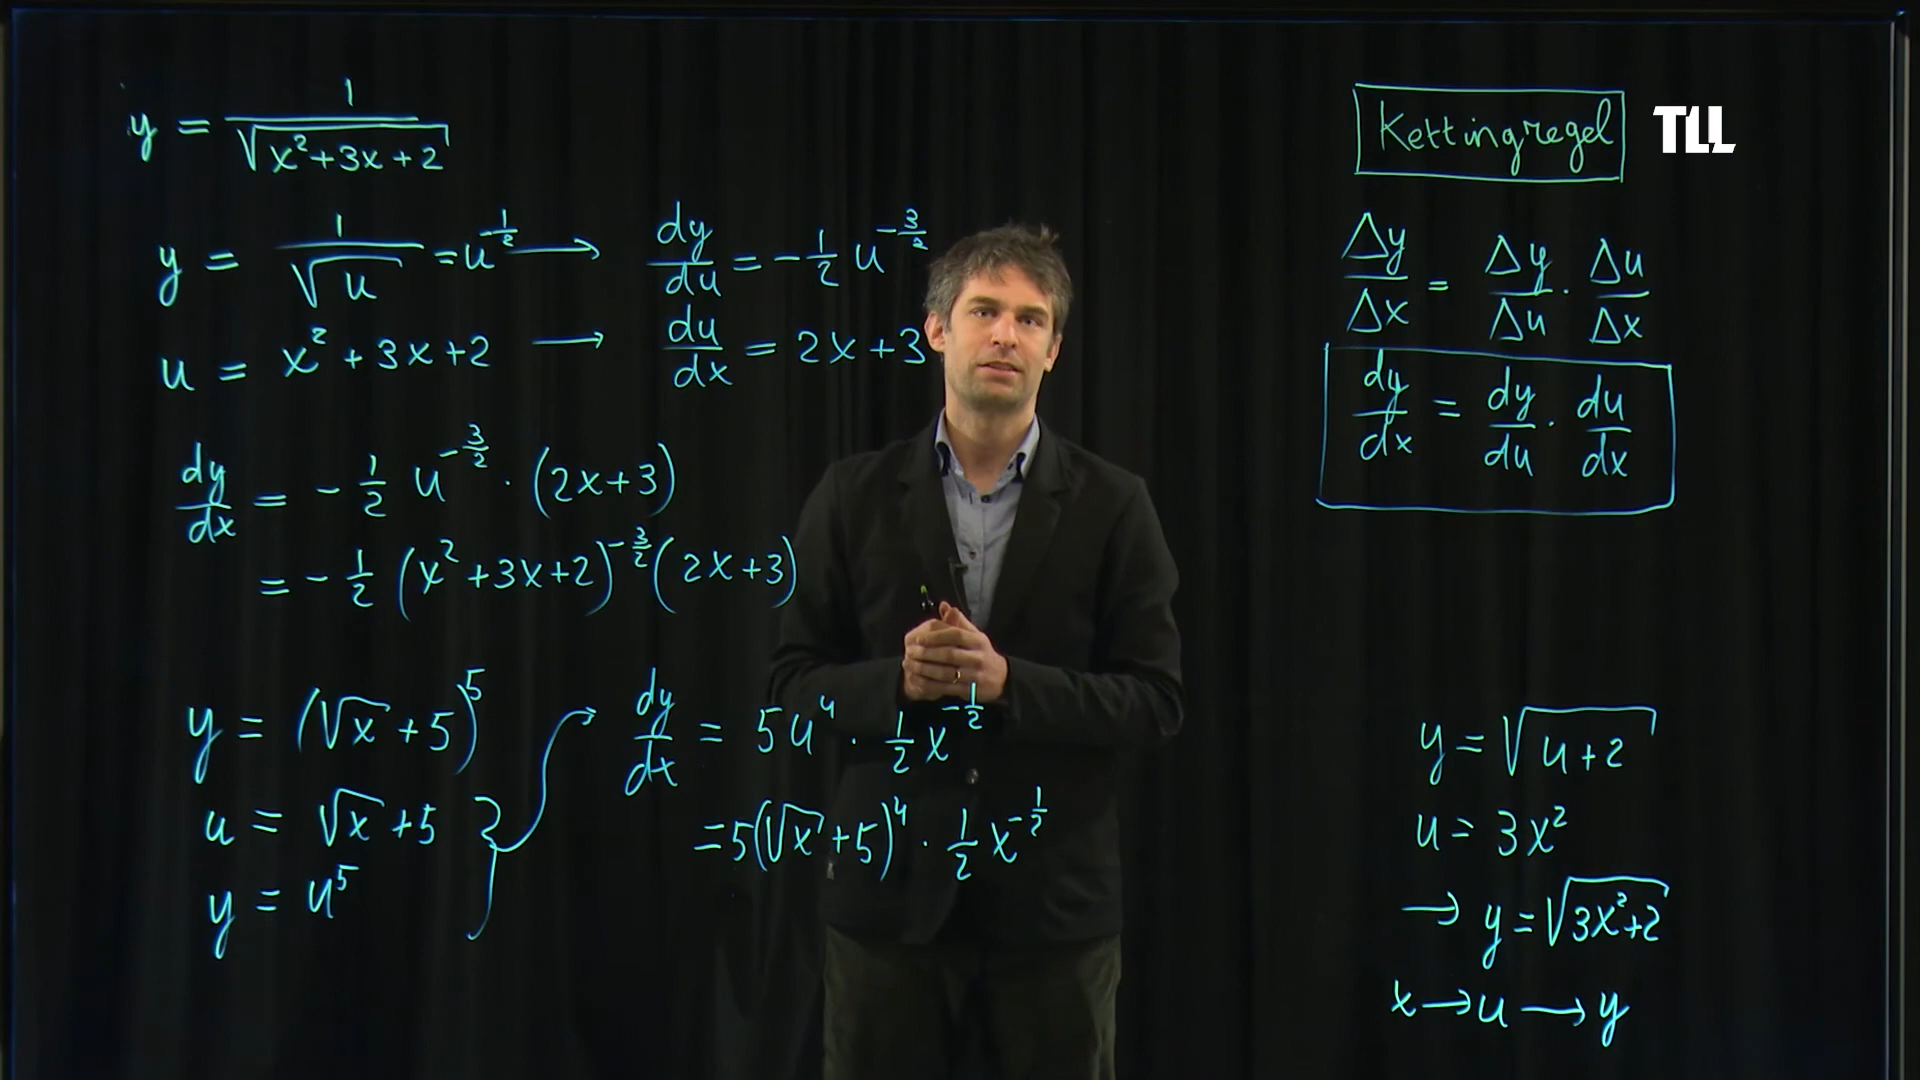 y = 1/√(x²+3x+2)
y = 1/√u = u^(-1/2) → dy/du = -1/2 u^(-3/2)
u = x² + 3x + 2 → du/dx = 2x + 3
dy/dx = -1/2 u^(-3/2) · (2x+3)
= -1/2 (x²+3x+2)^(-3/2) (2x+3)
y = (√x + 5)⁵
u = √x + 5
y = u⁵
dy/dx = 5u⁴ · 1/2 x^(-1/2)
= 5(√x + 5)⁴ · 1/2 x^(-1/2)
Kettingregel
TLL
Δy/Δx = Δy/Δu · Δu/Δx
dy/dx = dy/du · du/dx
y = √(u+2)
u = 3x²
→ y = √(3x²+2)
x → u → y